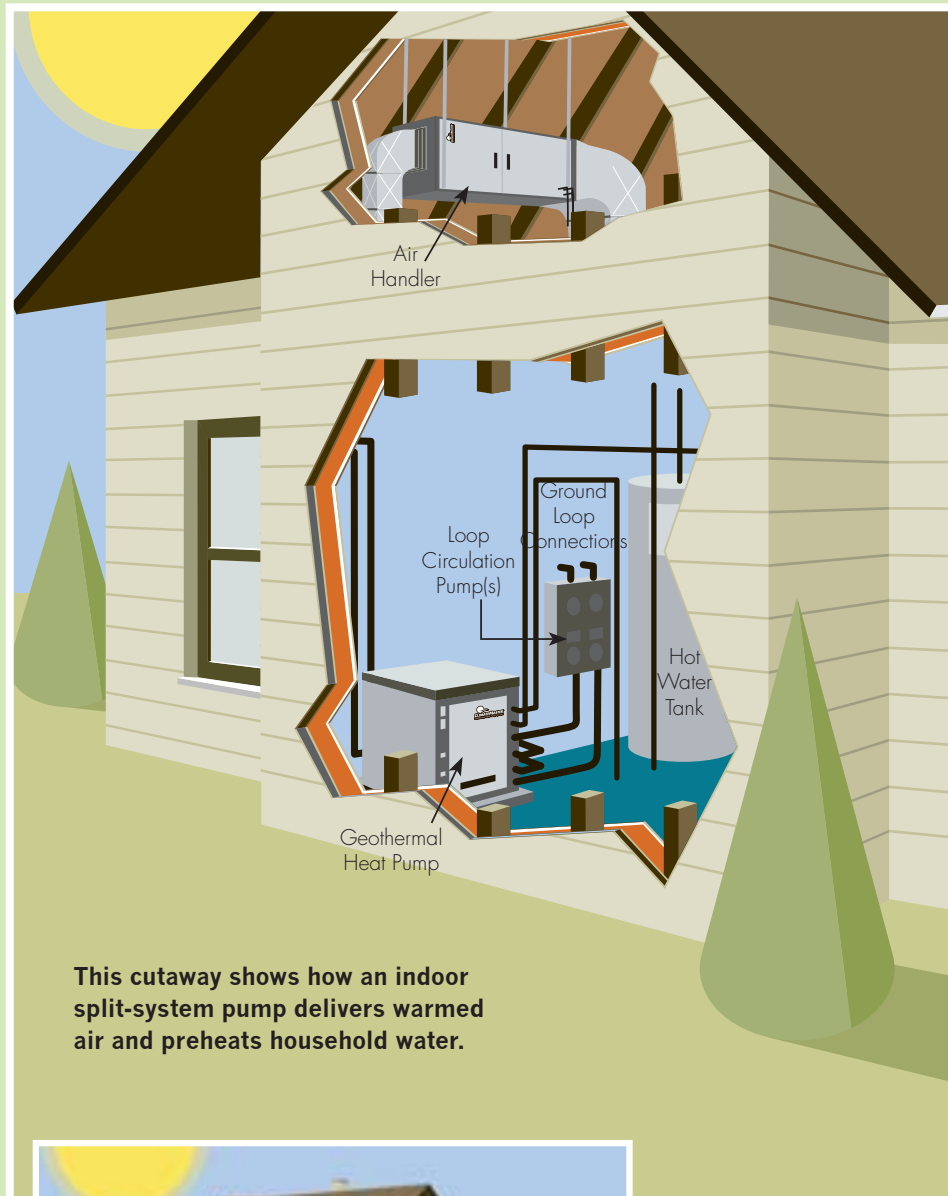 Air
Handler
Ground
Loop
Connections
Loop
Circulation
Pump(s)
Hot
Water
Tank
CLIMATEMASTER
Geothermal
Heat Pump
This cutaway shows how an indoor
split-system pump delivers warmed
air and preheats household water.